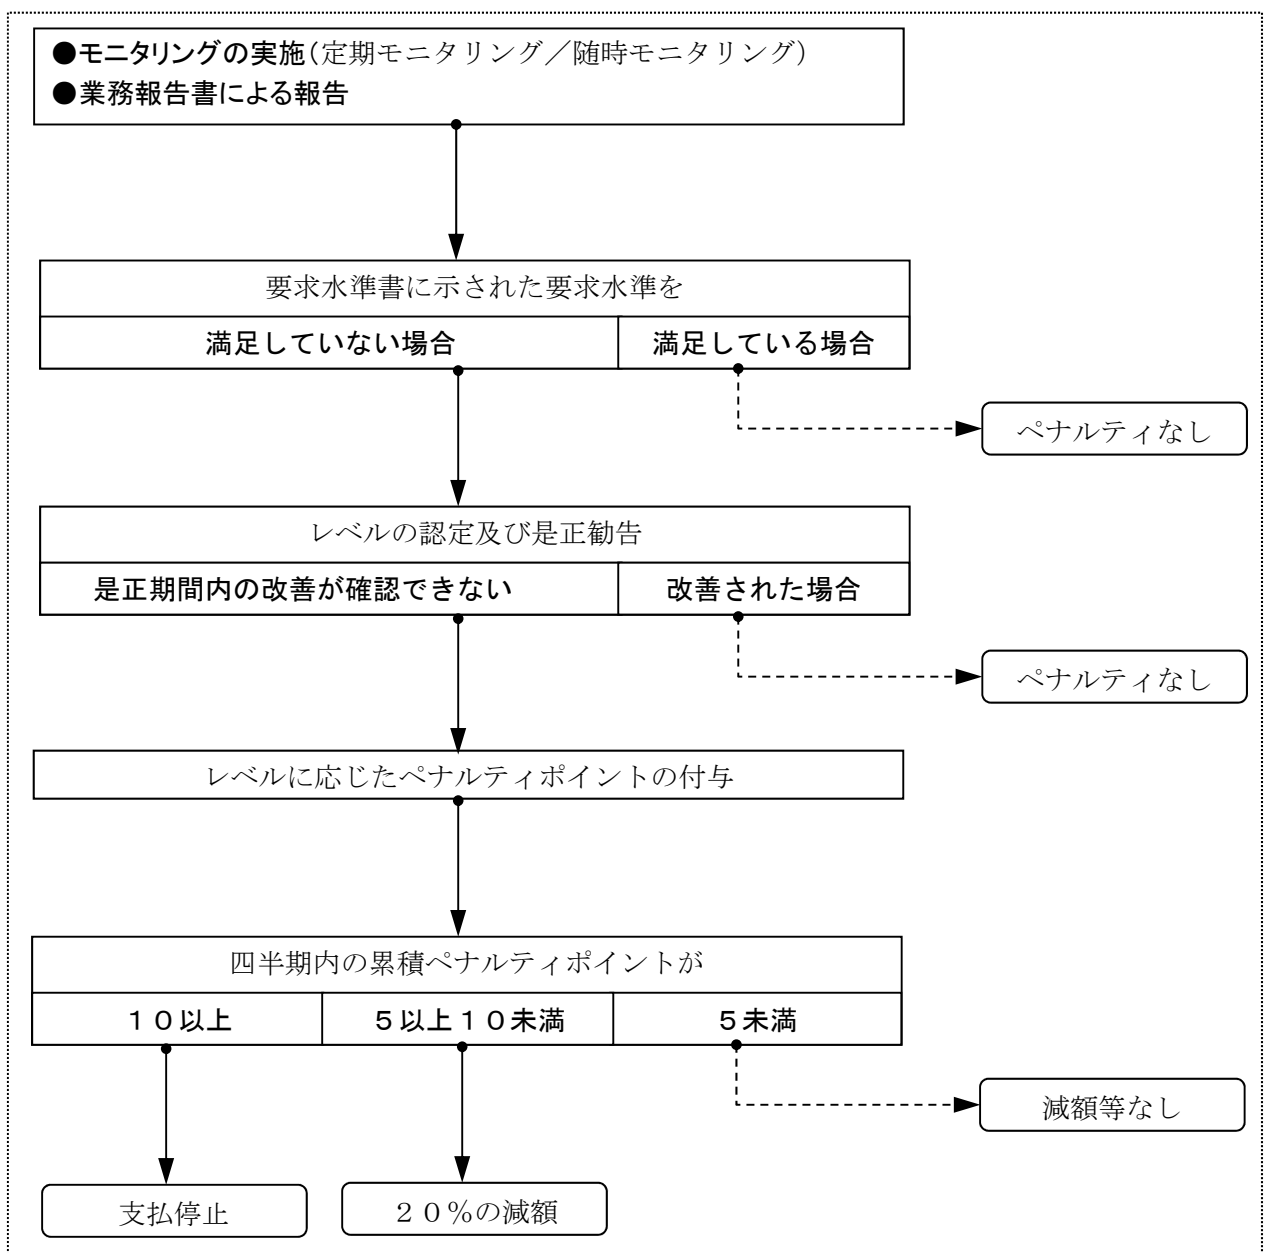 ●モニタリングの実施（定期モニタリング／随時モニタリング）
●業務報告書による報告
要求水準書に示された要求水準を
満足していない場合
満足している場合
ペナルティなし
レベルの認定及び是正勧告
是正期間内の改善が確認できない
改善された場合
ペナルティなし
レベルに応じたペナルティポイントの付与
四半期内の累積ペナルティポイントが
１０以上
５以上１０未満
５未満
減額等なし
支払停止
２０％の減額